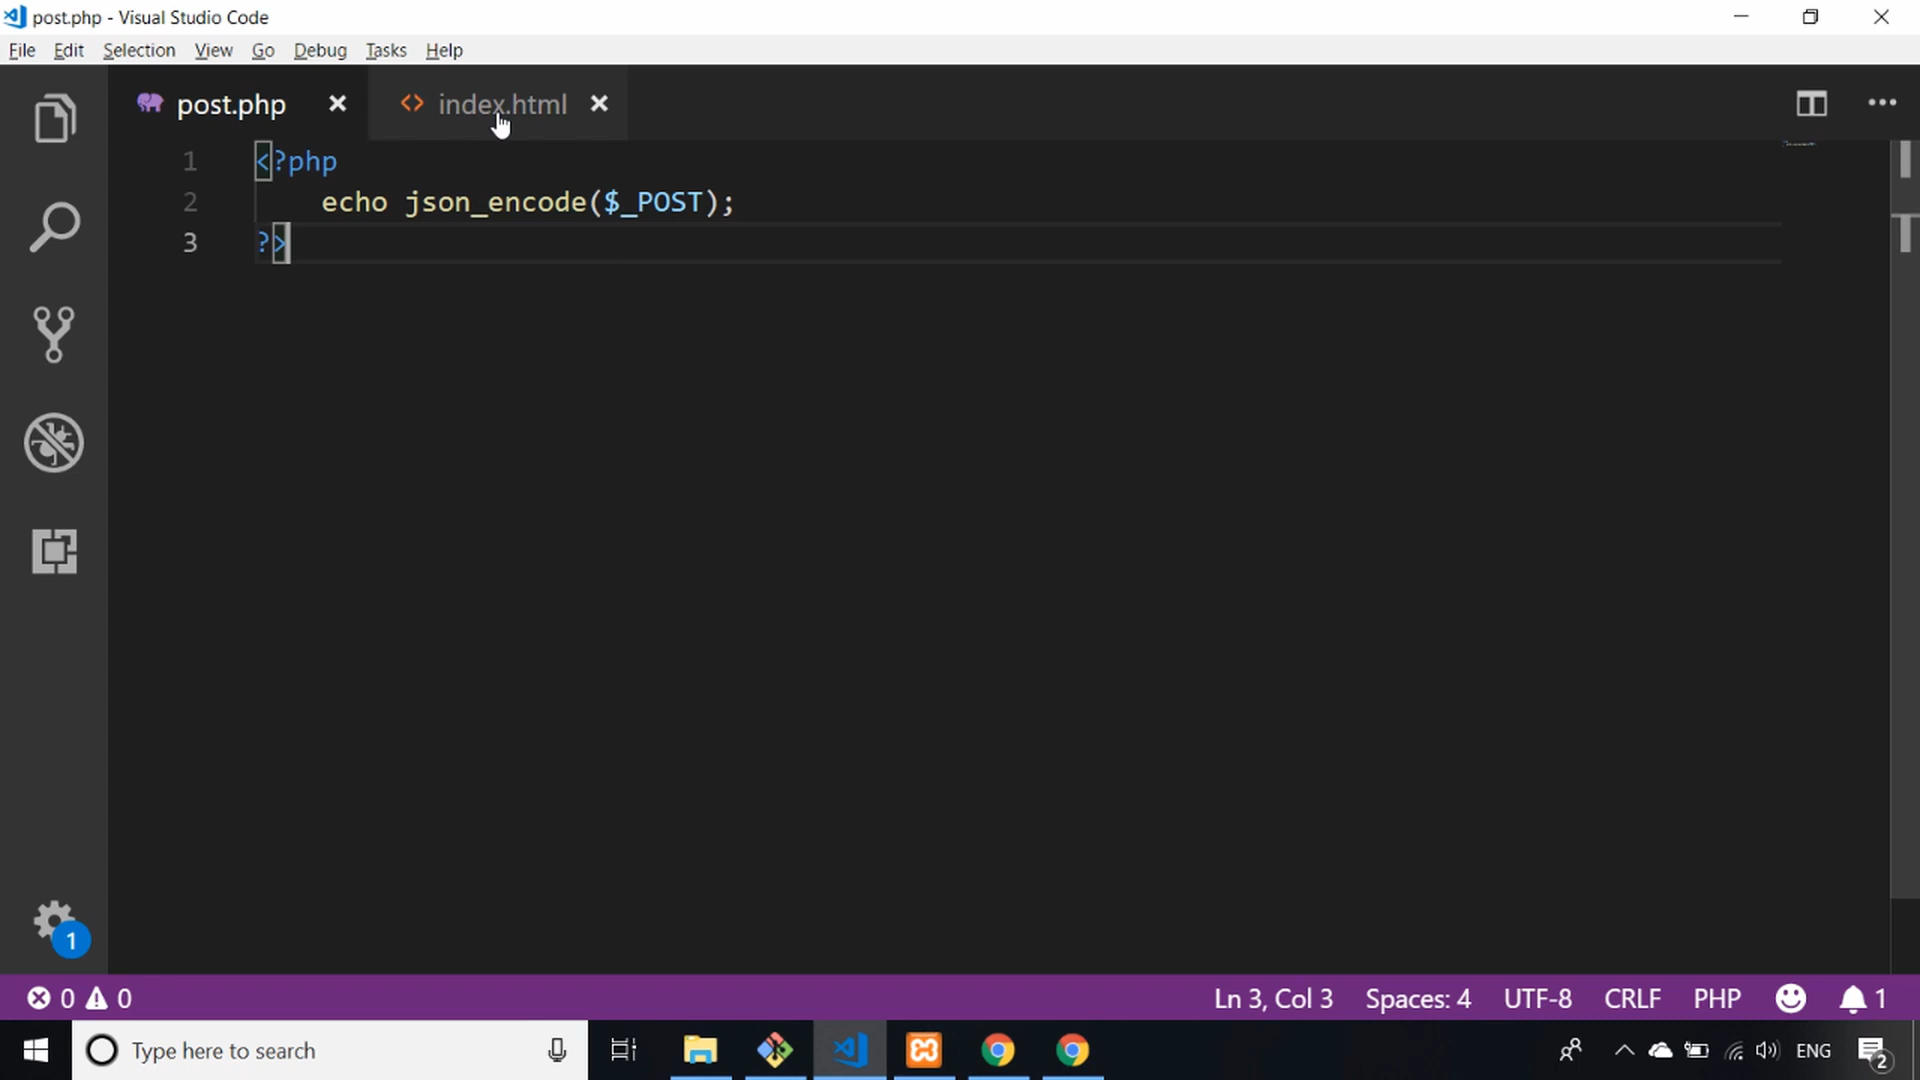 post.php - Visual Studio Code
File Edit Selection View Go Debug Tasks Help
post.php index.html
1 <?php
2 echo json_encode($_POST);
3 ?>
1
0 0 Ln 3, Col 3 Spaces: 4 UTF-8 CRLF PHP 1
Type here to search ENG 2